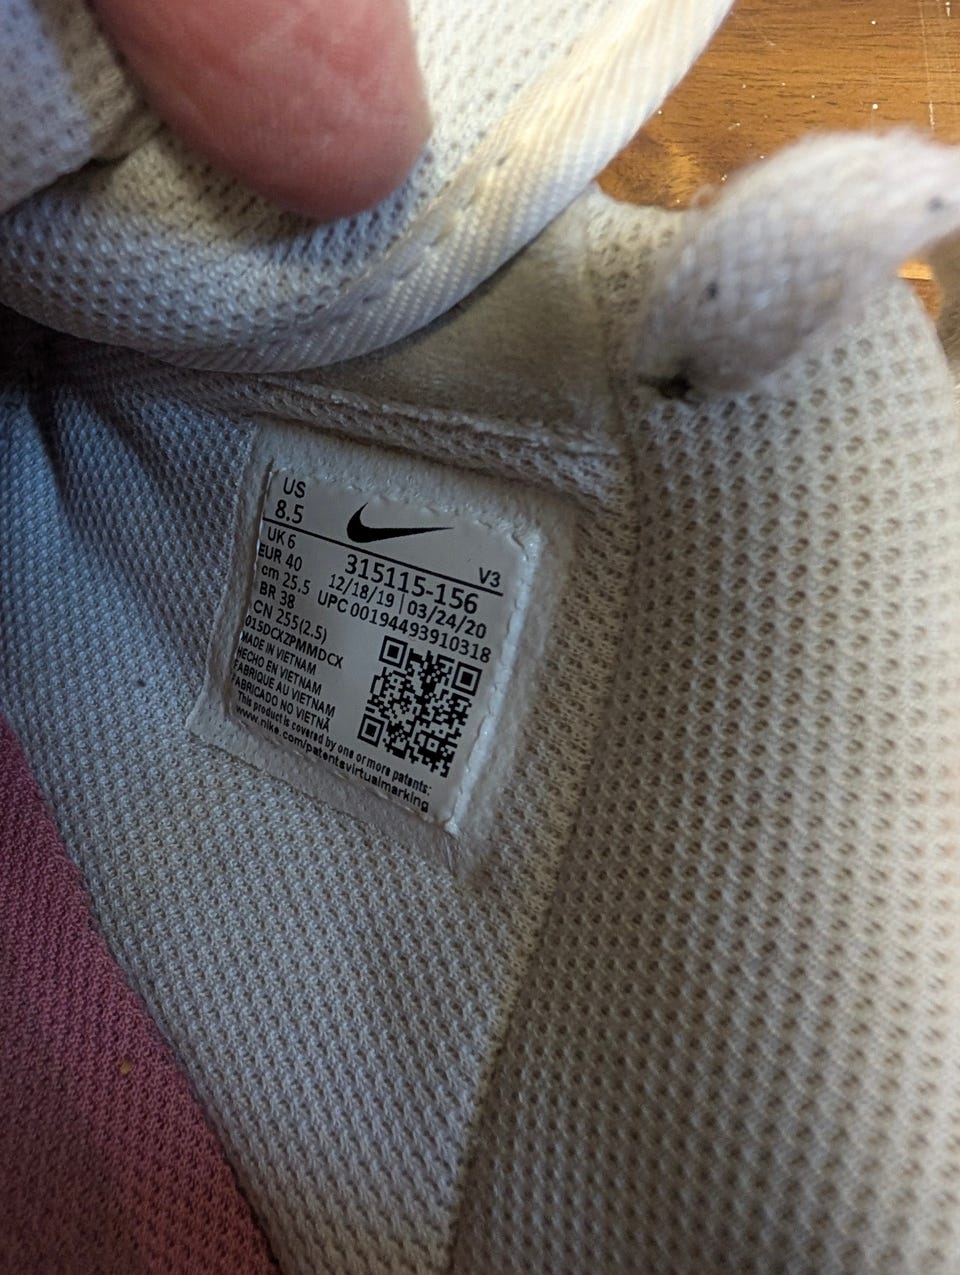 US
8.5
UK 6
EUR 40
cm 25.5
BR 38
CN 255(2.5)
V3
315115-156
12/18/19 | 03/24/20
UPC 00194493910318
015DCXZPMMDCX
MADE IN VIETNAM
HECHO EN VIETNAM
FABRIQUE AU VIETNAM
FABRICADO NO VIETNÃ
This product is covered by one or more patents:
www.nike.com/patentsvirtualmarking